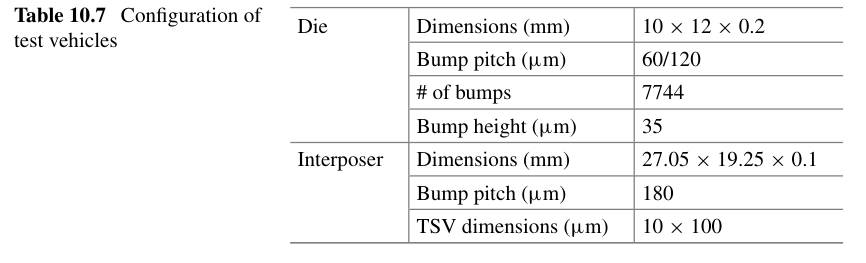 Table 10.7 Configuration of
test vehicles
Die Dimensions (mm) 10 × 12 × 0.2
Bump pitch (μm) 60/120
# of bumps 7744
Bump height (μm) 35
Interposer Dimensions (mm) 27.05 × 19.25 × 0.1
Bump pitch (μm) 180
TSV dimensions (μm) 10 × 100